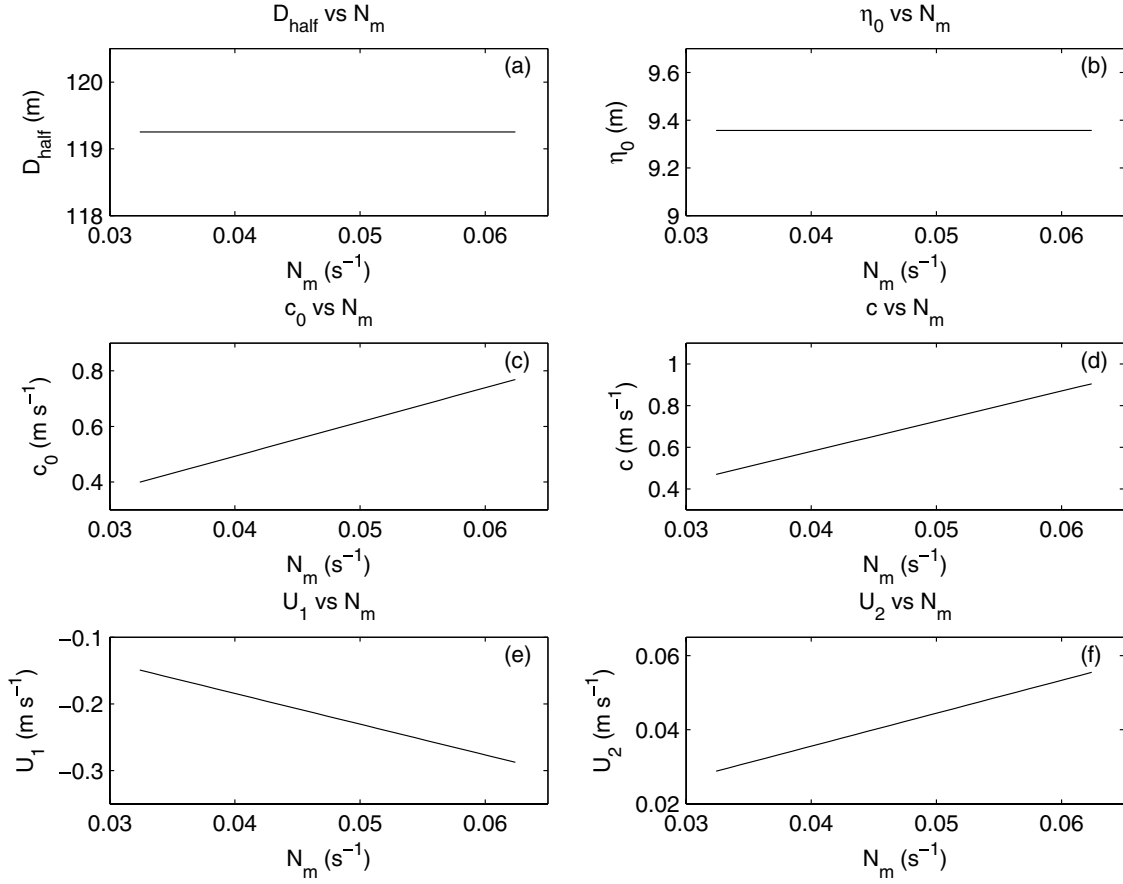 D_half vs N_m
(a)
120
119
118
D_half (m)
0.03 0.04 0.05 0.06
N_m (s⁻¹)
η_0 vs N_m
(b)
9.6
9.4
9.2
9
η_0 (m)
0.03 0.04 0.05 0.06
N_m (s⁻¹)
c_0 vs N_m
(c)
0.8
0.6
0.4
c_0 (m s⁻¹)
0.03 0.04 0.05 0.06
N_m (s⁻¹)
c vs N_m
(d)
1
0.8
0.6
0.4
c (m s⁻¹)
0.03 0.04 0.05 0.06
N_m (s⁻¹)
U_1 vs N_m
(e)
−0.1
−0.2
−0.3
U_1 (m s⁻¹)
0.03 0.04 0.05 0.06
N_m (s⁻¹)
U_2 vs N_m
(f)
0.06
0.04
0.02
U_2 (m s⁻¹)
0.03 0.04 0.05 0.06
N_m (s⁻¹)